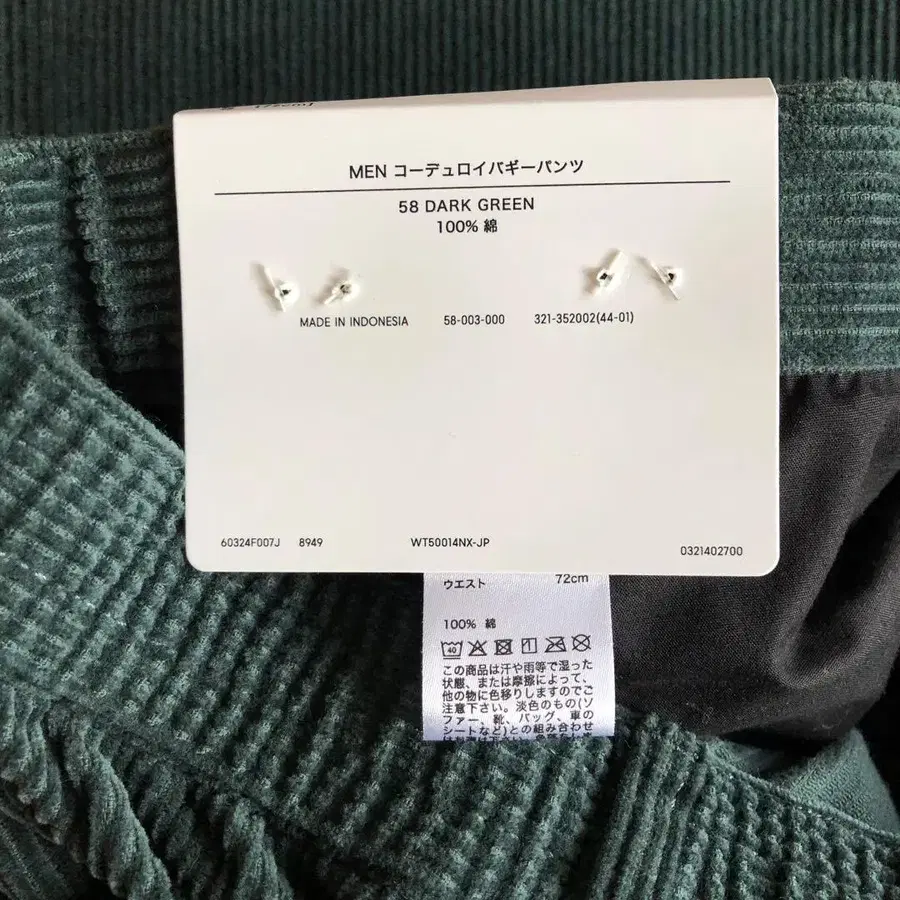 MEN コーデュロイバギーパンツ
58 DARK GREEN
100% 綿
MADE IN INDONESIA 58-003-000 321-352002(44-01)
60324F007J 8949 WT50014NX-JP 0321402700
ウエスト 72cm
100% 綿
40
この商品は汗や雨等で湿った
状態、または摩擦によって、
他の物に色移りしますのでご
注意下さい。淡色のもの(ソ
ファー、靴、バッグ、車の
シートなど)との組み合わせ